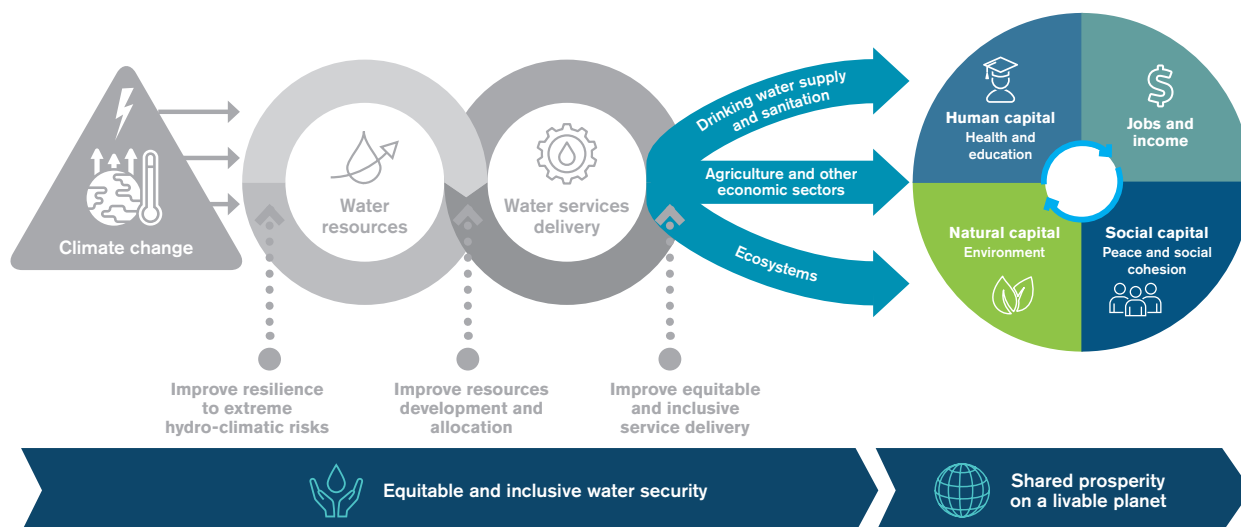 Climate change
Water
resources
Water services
delivery
Drinking water supply
and sanitation
Agriculture and other
economic sectors
Ecosystems
Human capital
Health and
education
$
Jobs and
income
Natural capital
Environment
Social capital
Peace and social
cohesion
Improve resilience
to extreme
hydro-climatic risks
Improve resources
development and
allocation
Improve equitable
and inclusive
service delivery
Equitable and inclusive water security
Shared prosperity
on a livable planet